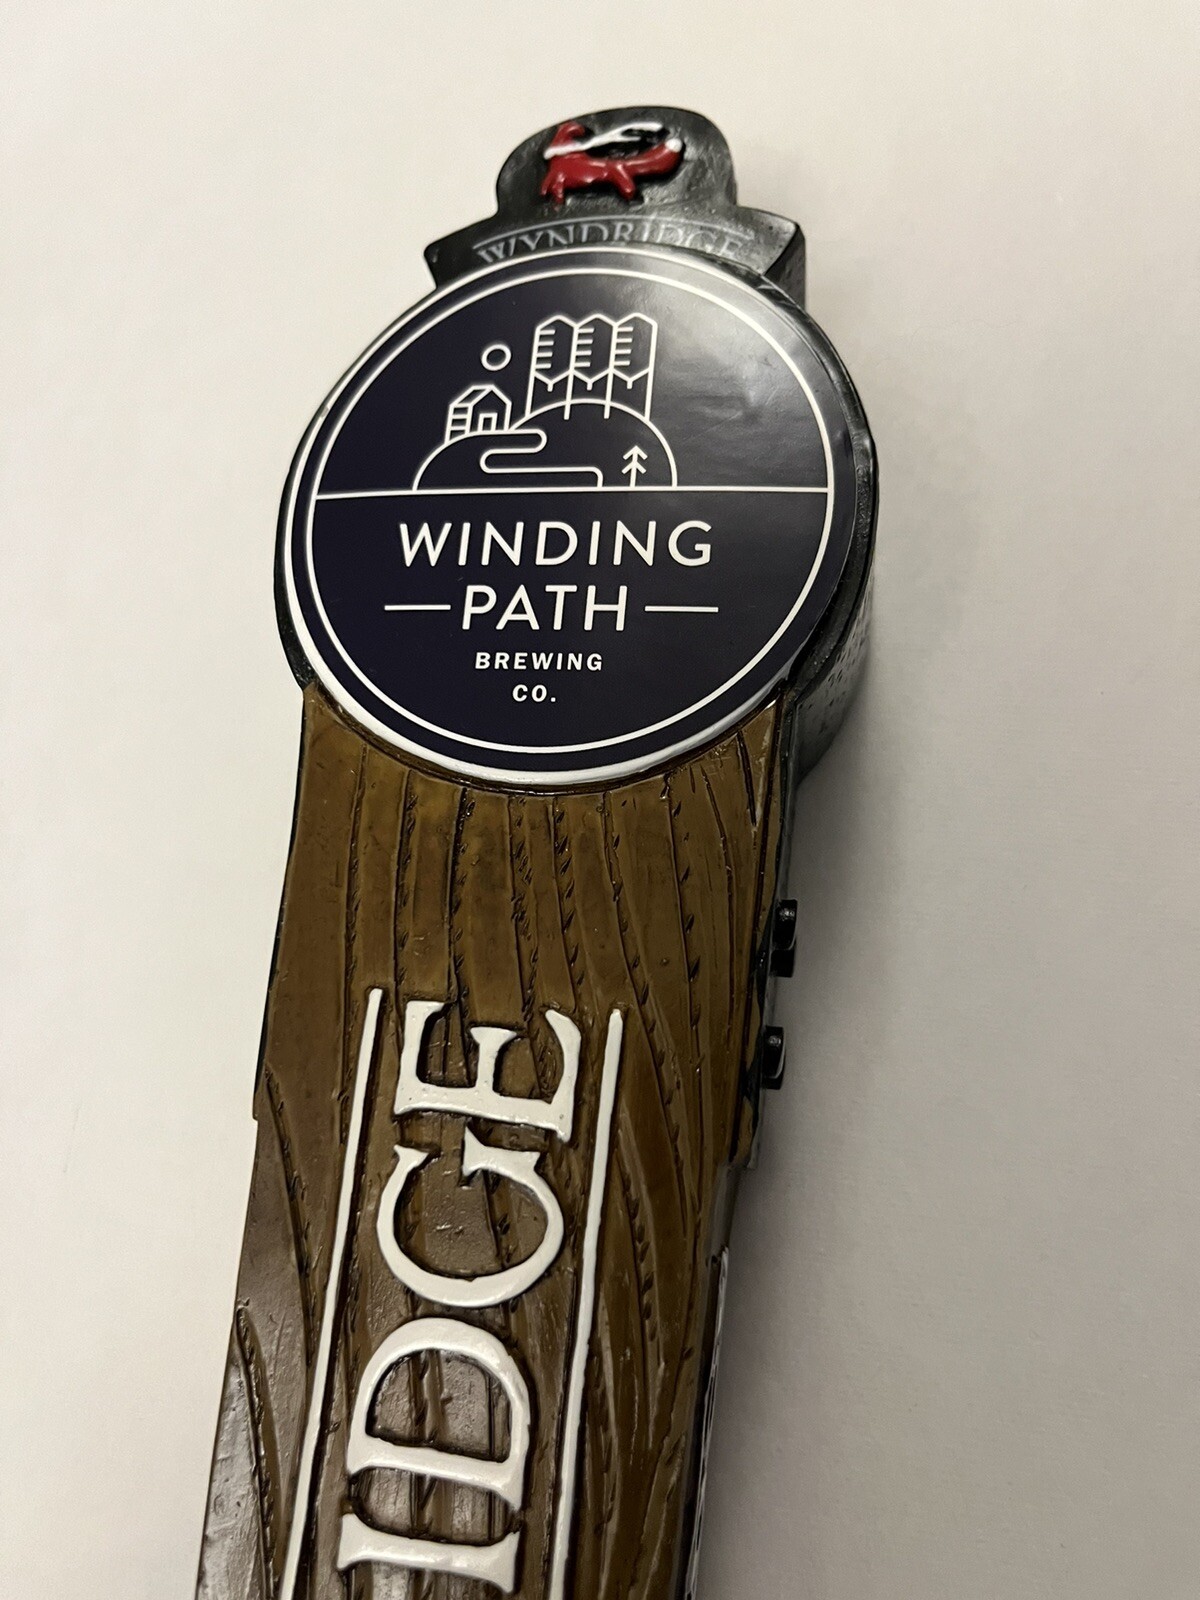 WYNDRIDGE
WINDING
PATH
BREWING
CO.
IDGE